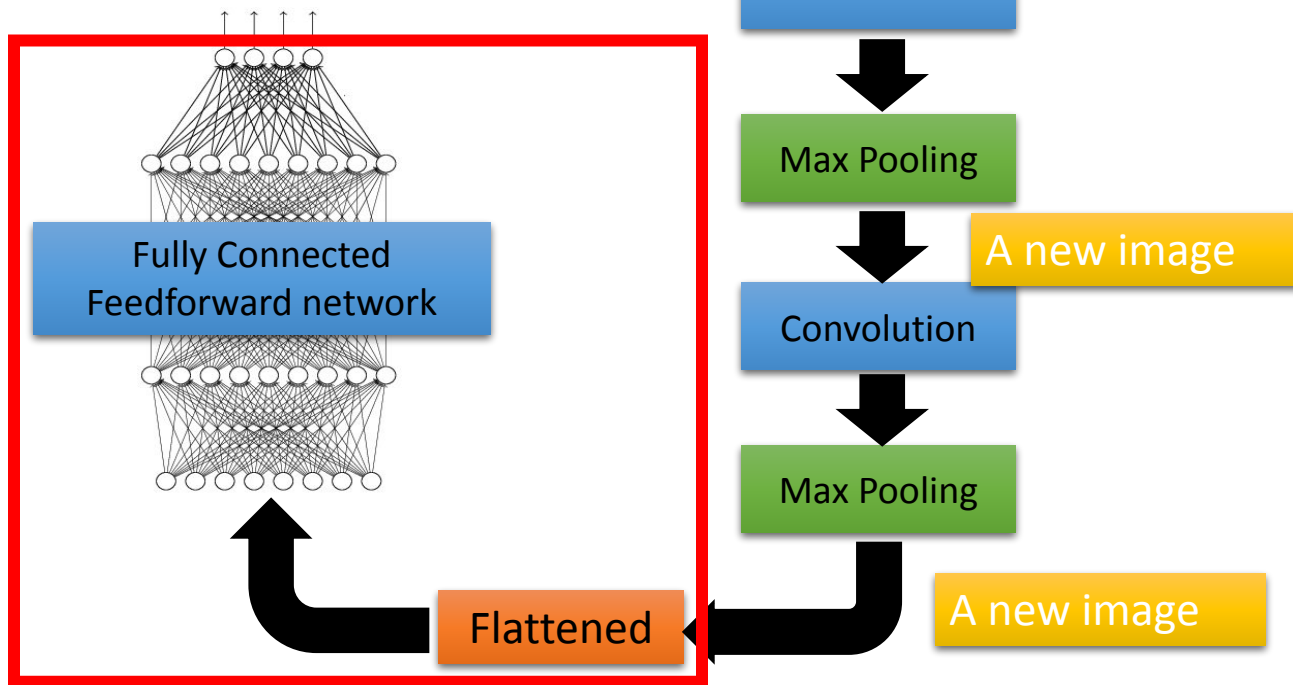 Max Pooling
A new image
Convolution
Max Pooling
A new image
Flattened
Fully Connected
Feedforward network